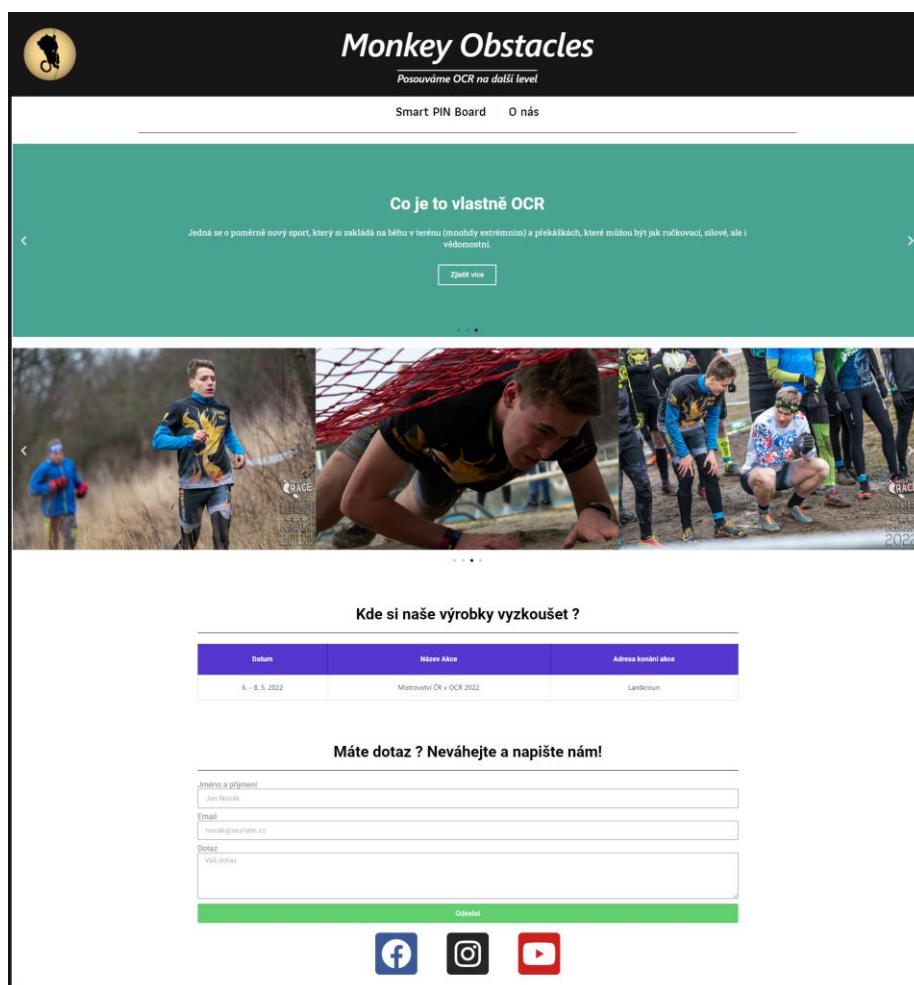 Monkey Obstacles
Posouváme OCR na další level
Smart PIN Board O nás
Co je to vlastně OCR
Jedná se o poměrně nový sport, který si zakládá na běhu v terénu (mnohdy extrémním) a překážkách, které můžou být jak ručkovací, silové, ale i
vědomostní.
Zjistit více
RACE
2022
RACE
2022
Kde si naše výrobky vyzkoušet ?
Datum Název Akce Adresa konání akce
6. - 8. 5. 2022 Mistrovství ČR v OCR 2022 Lanškroun
Máte dotaz ? Neváhejte a napište nám!
Jméno a příjmení
Jan Novák
Email
novak@seznam.cz
Dotaz
Váš dotaz
Odeslat